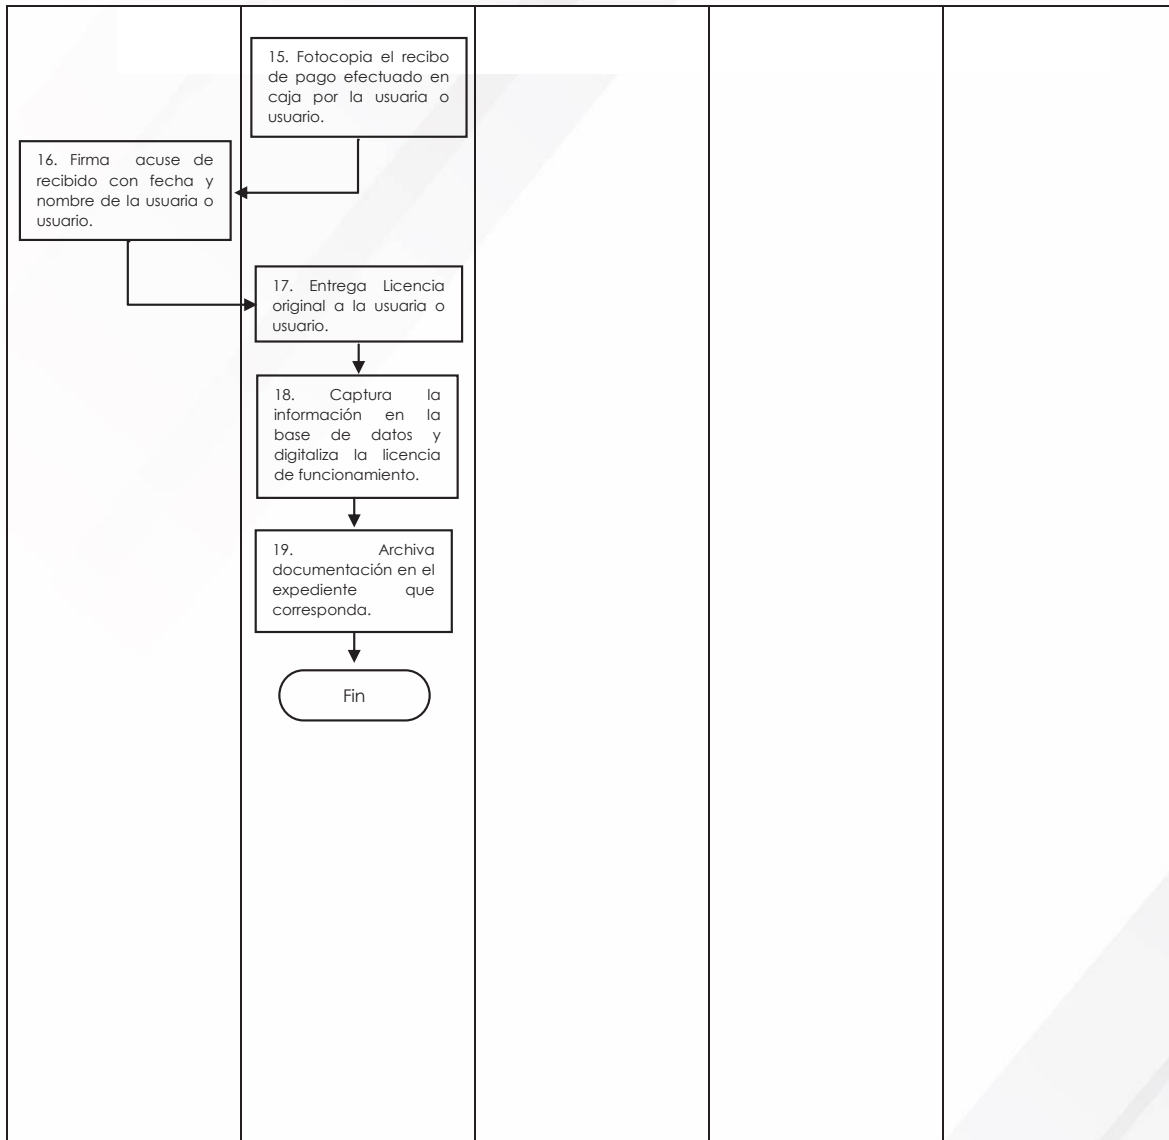 15. Fotocopia el recibo
de pago efectuado en
caja por la usuaria o
usuario.
16. Firma acuse de
recibido con fecha y
nombre de la usuaria o
usuario.
17. Entrega Licencia
original a la usuaria o
usuario.
18. Captura la
información en la
base de datos y
digitaliza la licencia
de funcionamiento.
19. Archiva
documentación en el
expediente que
corresponda.
Fin